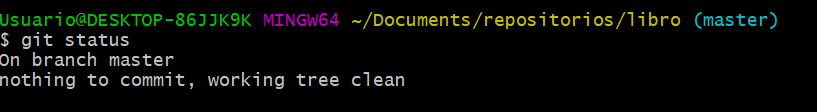 Usuario@DESKTOP-86JJK9K MINGW64 ~/Documents/repositorios/libro (master)
$ git status
On branch master
nothing to commit, working tree clean